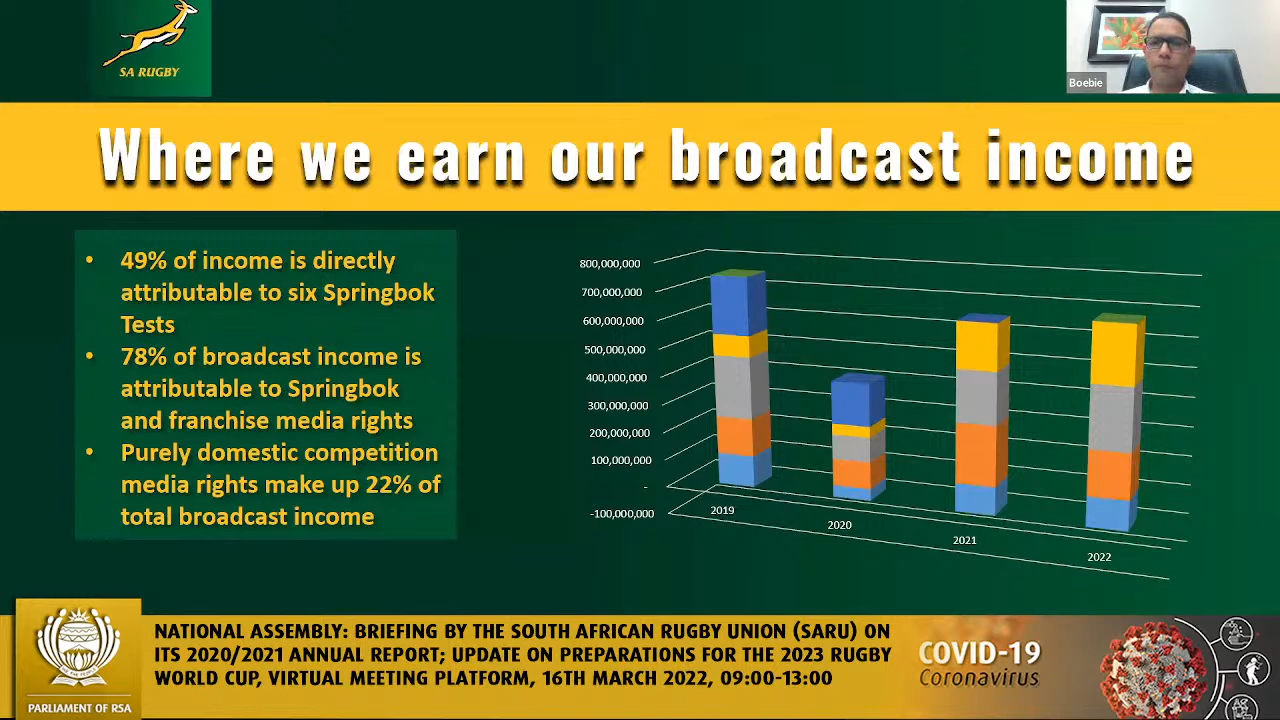 SA RUGBY
Boebie
Where we earn our broadcast income
• 49% of income is directly
attributable to six Springbok
Tests
• 78% of broadcast income is
attributable to Springbok
and franchise media rights
• Purely domestic competition
media rights make up 22% of
total broadcast income
800,000,000
700,000,000
600,000,000
500,000,000
400,000,000
300,000,000
200,000,000
100,000,000
-
-100,000,000
2019
2020
2021
2022
PARLIAMENT OF RSA
NATIONAL ASSEMBLY: BRIEFING BY THE SOUTH AFRICAN RUGBY UNION (SARU) ON
ITS 2020/2021 ANNUAL REPORT; UPDATE ON PREPARATIONS FOR THE 2023 RUGBY
WORLD CUP, VIRTUAL MEETING PLATFORM, 16TH MARCH 2022, 09:00-13:00
COVID-19
Coronavirus